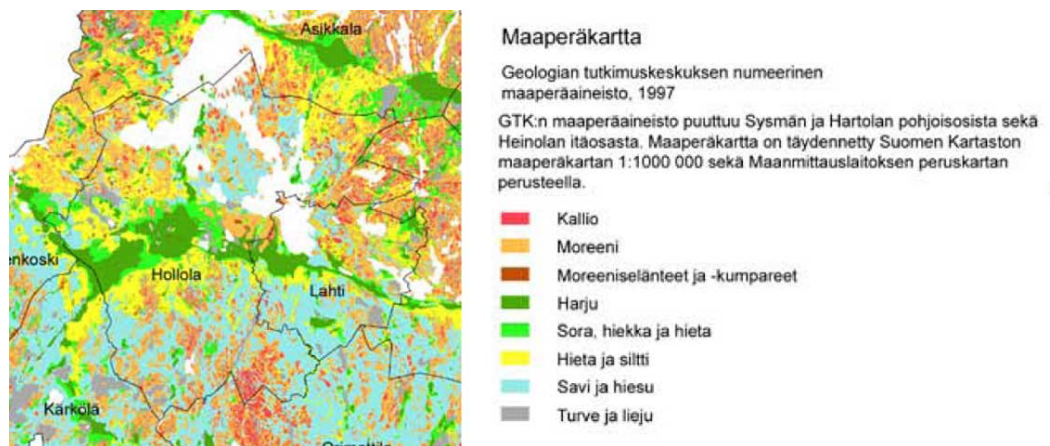 Asikkala
enkoski
Hollola
Lahti
Kärkölä
Maaperäkartta
Geologian tutkimuskeskuksen numeerinen
maaperäaineisto, 1997
GTK:n maaperäaineisto puuttuu Sysmän ja Hartolan pohjoisosista sekä
Heinolan itäosasta. Maaperäkartta on täydennetty Suomen Kartaston
maaperäkartan 1:1000 000 sekä Maanmittauslaitoksen peruskartan
perusteella.
Kallio
Moreeni
Moreeniselänteet ja -kumpareet
Harju
Sora, hiekka ja hieta
Hieta ja siltti
Savi ja hiesu
Turve ja lieju